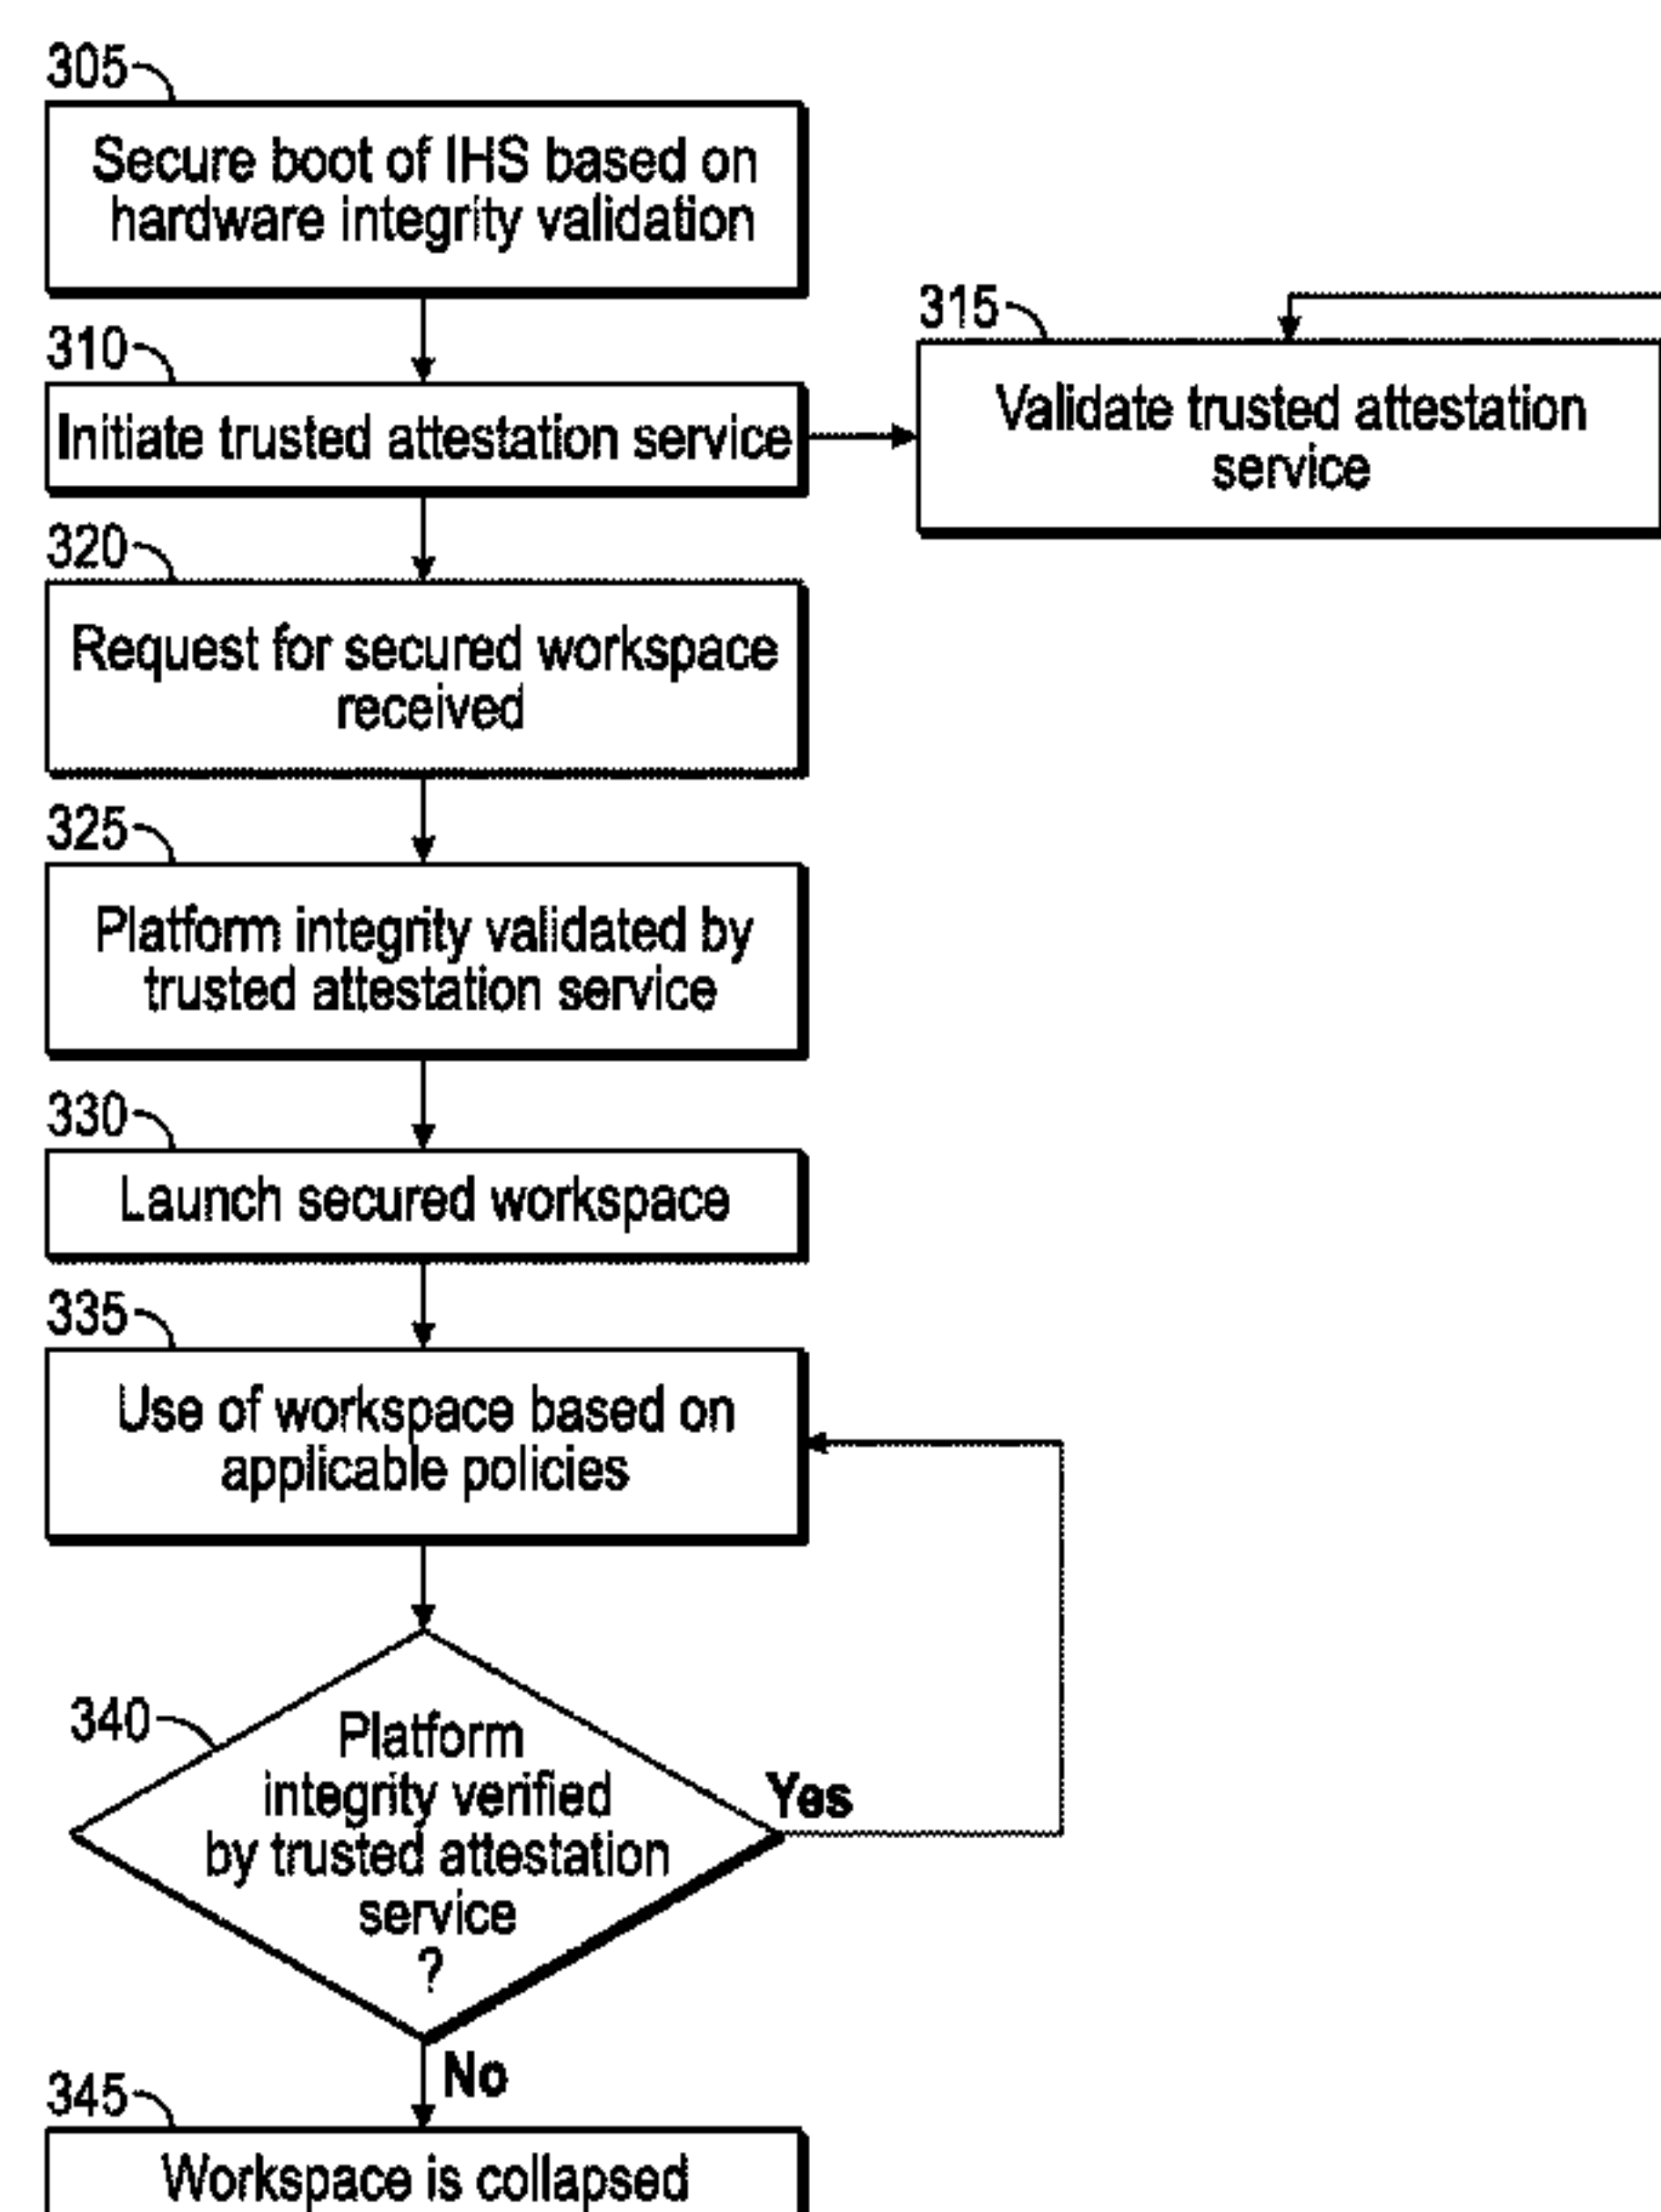 305
Secure boot of IHS based on
hardware integrity validation
310
Initiate trusted attestation service
315
Validate trusted attestation
service
320
Request for secured workspace
received
325
Platform integrity validated by
trusted attestation service
330
Launch secured workspace
335
Use of workspace based on
applicable policies
340
Platform
integrity verified
by trusted attestation
service
?
Yes
No
345
Workspace is collapsed